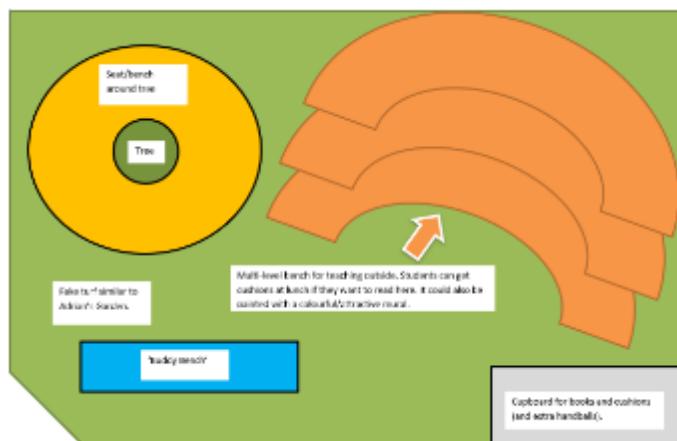 Seat/bench
around tree
Tree
Multi-level bench for teaching outside. Students can get
cushions at lunch if they want to read here. It could also be
painted with a colourful/attractive mural.
Fake turf similar to
Adrian's Garden.
'Buddy Bench'
Cupboard for books and cushions
(and extra handballs).